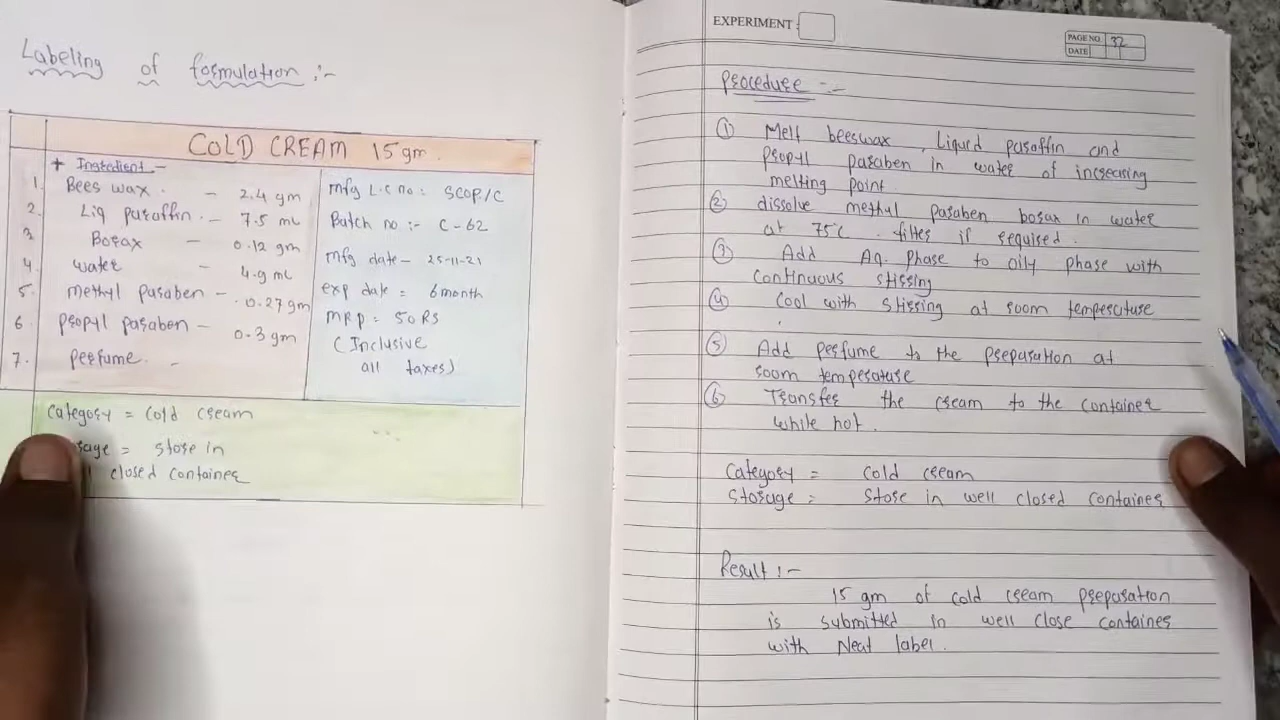 Labeling of formulation :-
COLD CREAM 15 gm.
+ Ingredient -
1. Bees wax. - 2.4 gm
2. Liq paraffin. - 7.5 mL
3 Borax - 0.12 gm
4. water - 4.9 mL
5. methyl paraben - 0.27 gm
6. propyl paraben - 0.3 gm
7. perfume. -
mfg Lic no: SCOP/C
Batch no :- C-62
mfg date - 25-11-21
exp date = 6 month
MRP = 50 RS
(Inclusive
all taxes)
Category = cold cream
store in
closed container
EXPERIMENT :
PAGE NO. 37
DATE
Procedure :-
① Melt beeswax, Liquid paraffin and
propyl paraben in water of increasing
melting point.
② dissolve methyl paraben borax in water
at 75c. filter if required.
③ Add Aq. phase to oily phase with
continuous stirring
④ Cool with stirring at room temperature
⑤ Add perfume to the preparation at
room temperature
⑥ Transfer the cream to the container
while hot.
Category = cold cream
Storage = store in well closed container
Result :-
15 gm of cold cream preparation
is submitted in well close container
with Neat label.